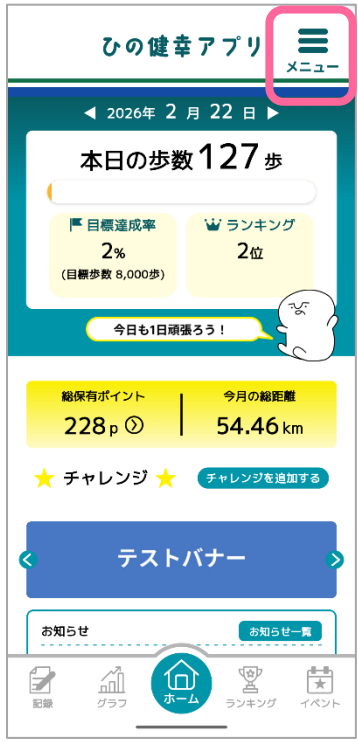 ひの健幸アプリ
メニュー
2026年 2 月 22 日
本日の歩数 127 歩
目標達成率
2%
(目標歩数 8,000歩)
ランキング
2位
今日も1日頑張ろう！
総保有ポイント
228 p
今月の総距離
54.46 km
チャレンジ
チャレンジを追加する
テストバナー
お知らせ
お知らせ一覧
記録
グラフ
ホーム
ランキング
イベント